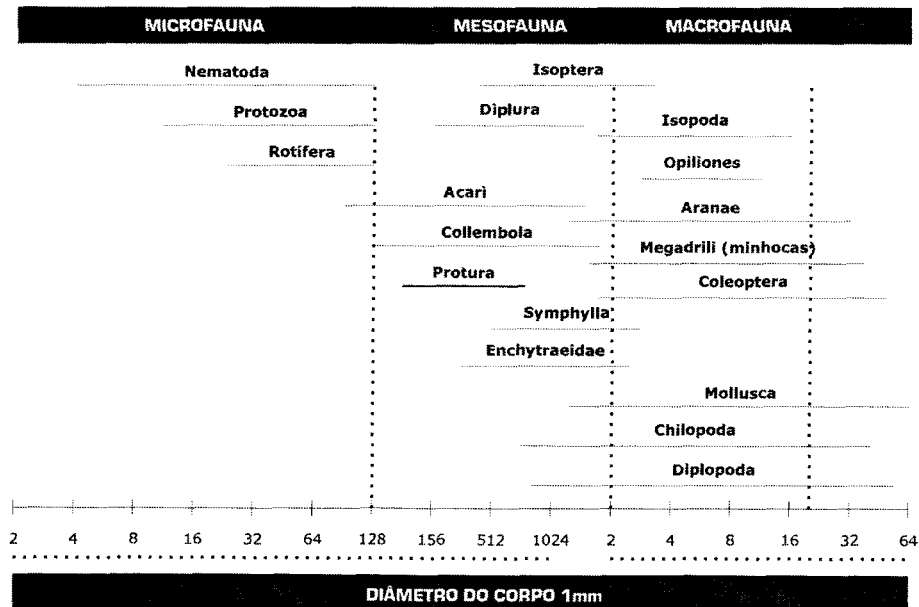 MICROFAUNA MESOFAUNA MACROFAUNA
Nematoda Isoptera
Protozoa Diplura
Isopoda
Rotífera
Opiliones
Acari
Aranae
Collembola
Megadrili (minhocas)
Protura
Coleoptera
Symphylla
Enchytraeidae
Mollusca
Chilopoda
Diplopoda
2 4 8 16 32 64 128 156 512 1024 2 4 8 16 32 64
DIÂMETRO DO CORPO 1mm